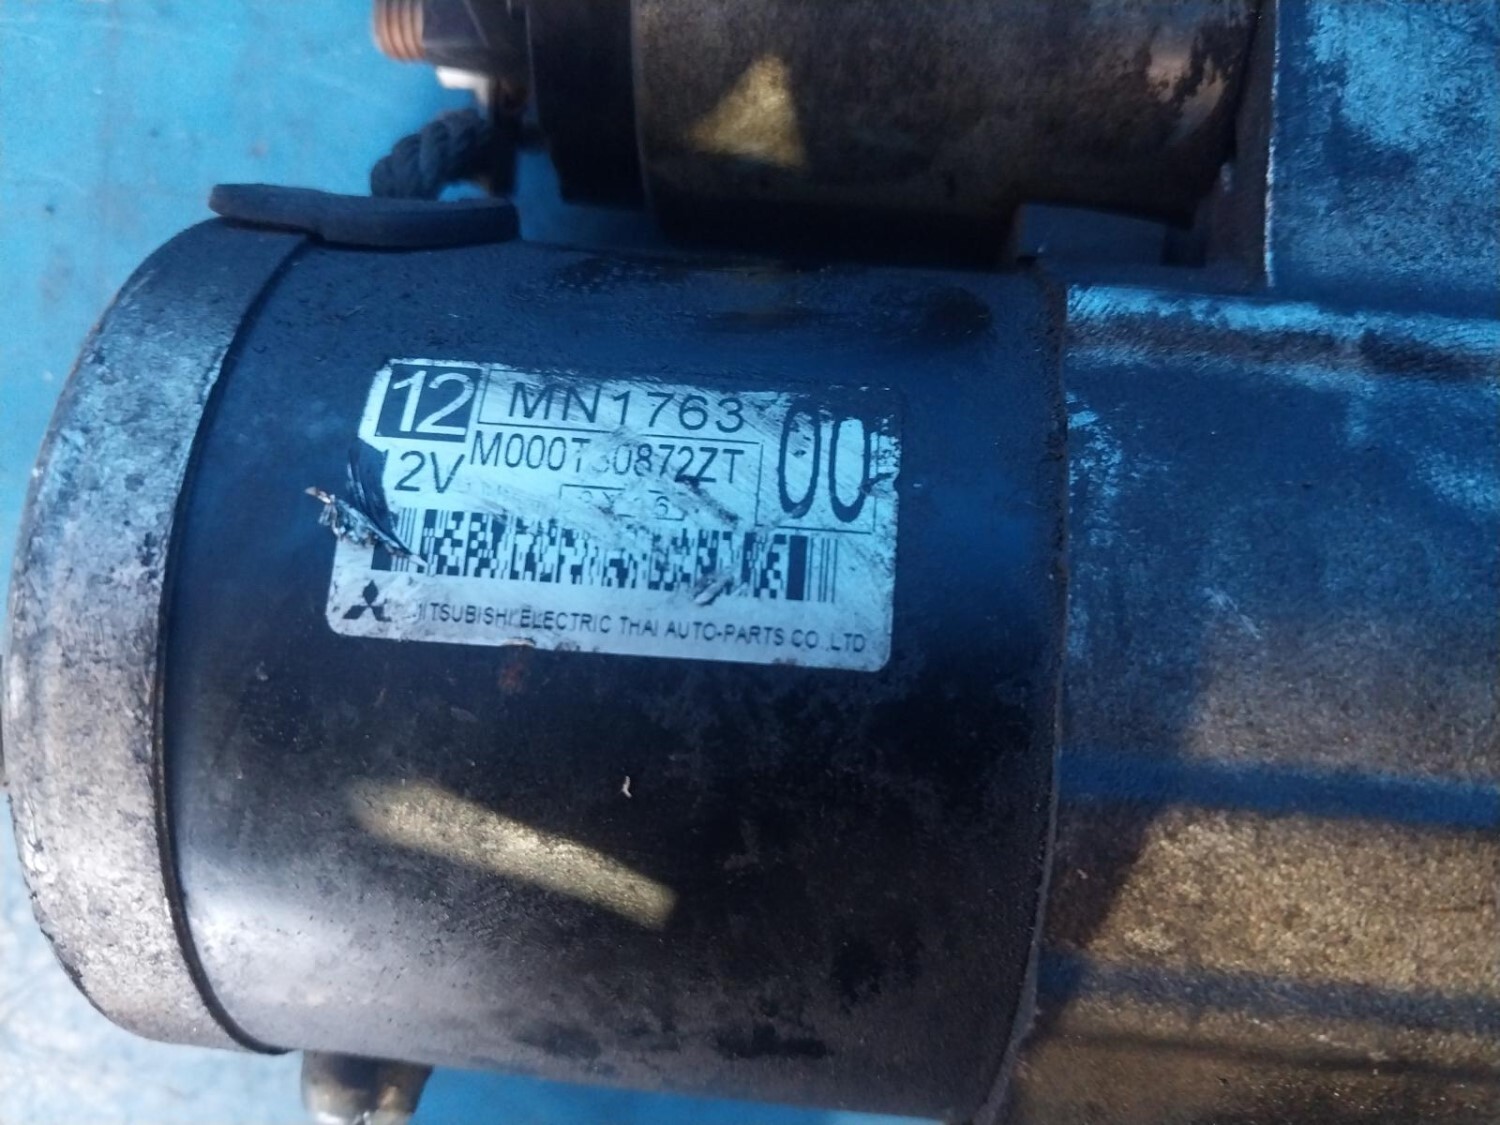 12 MN1763 00
M000T30872ZT
12V
MITSUBISHI ELECTRIC THAI AUTO-PARTS CO.,LTD